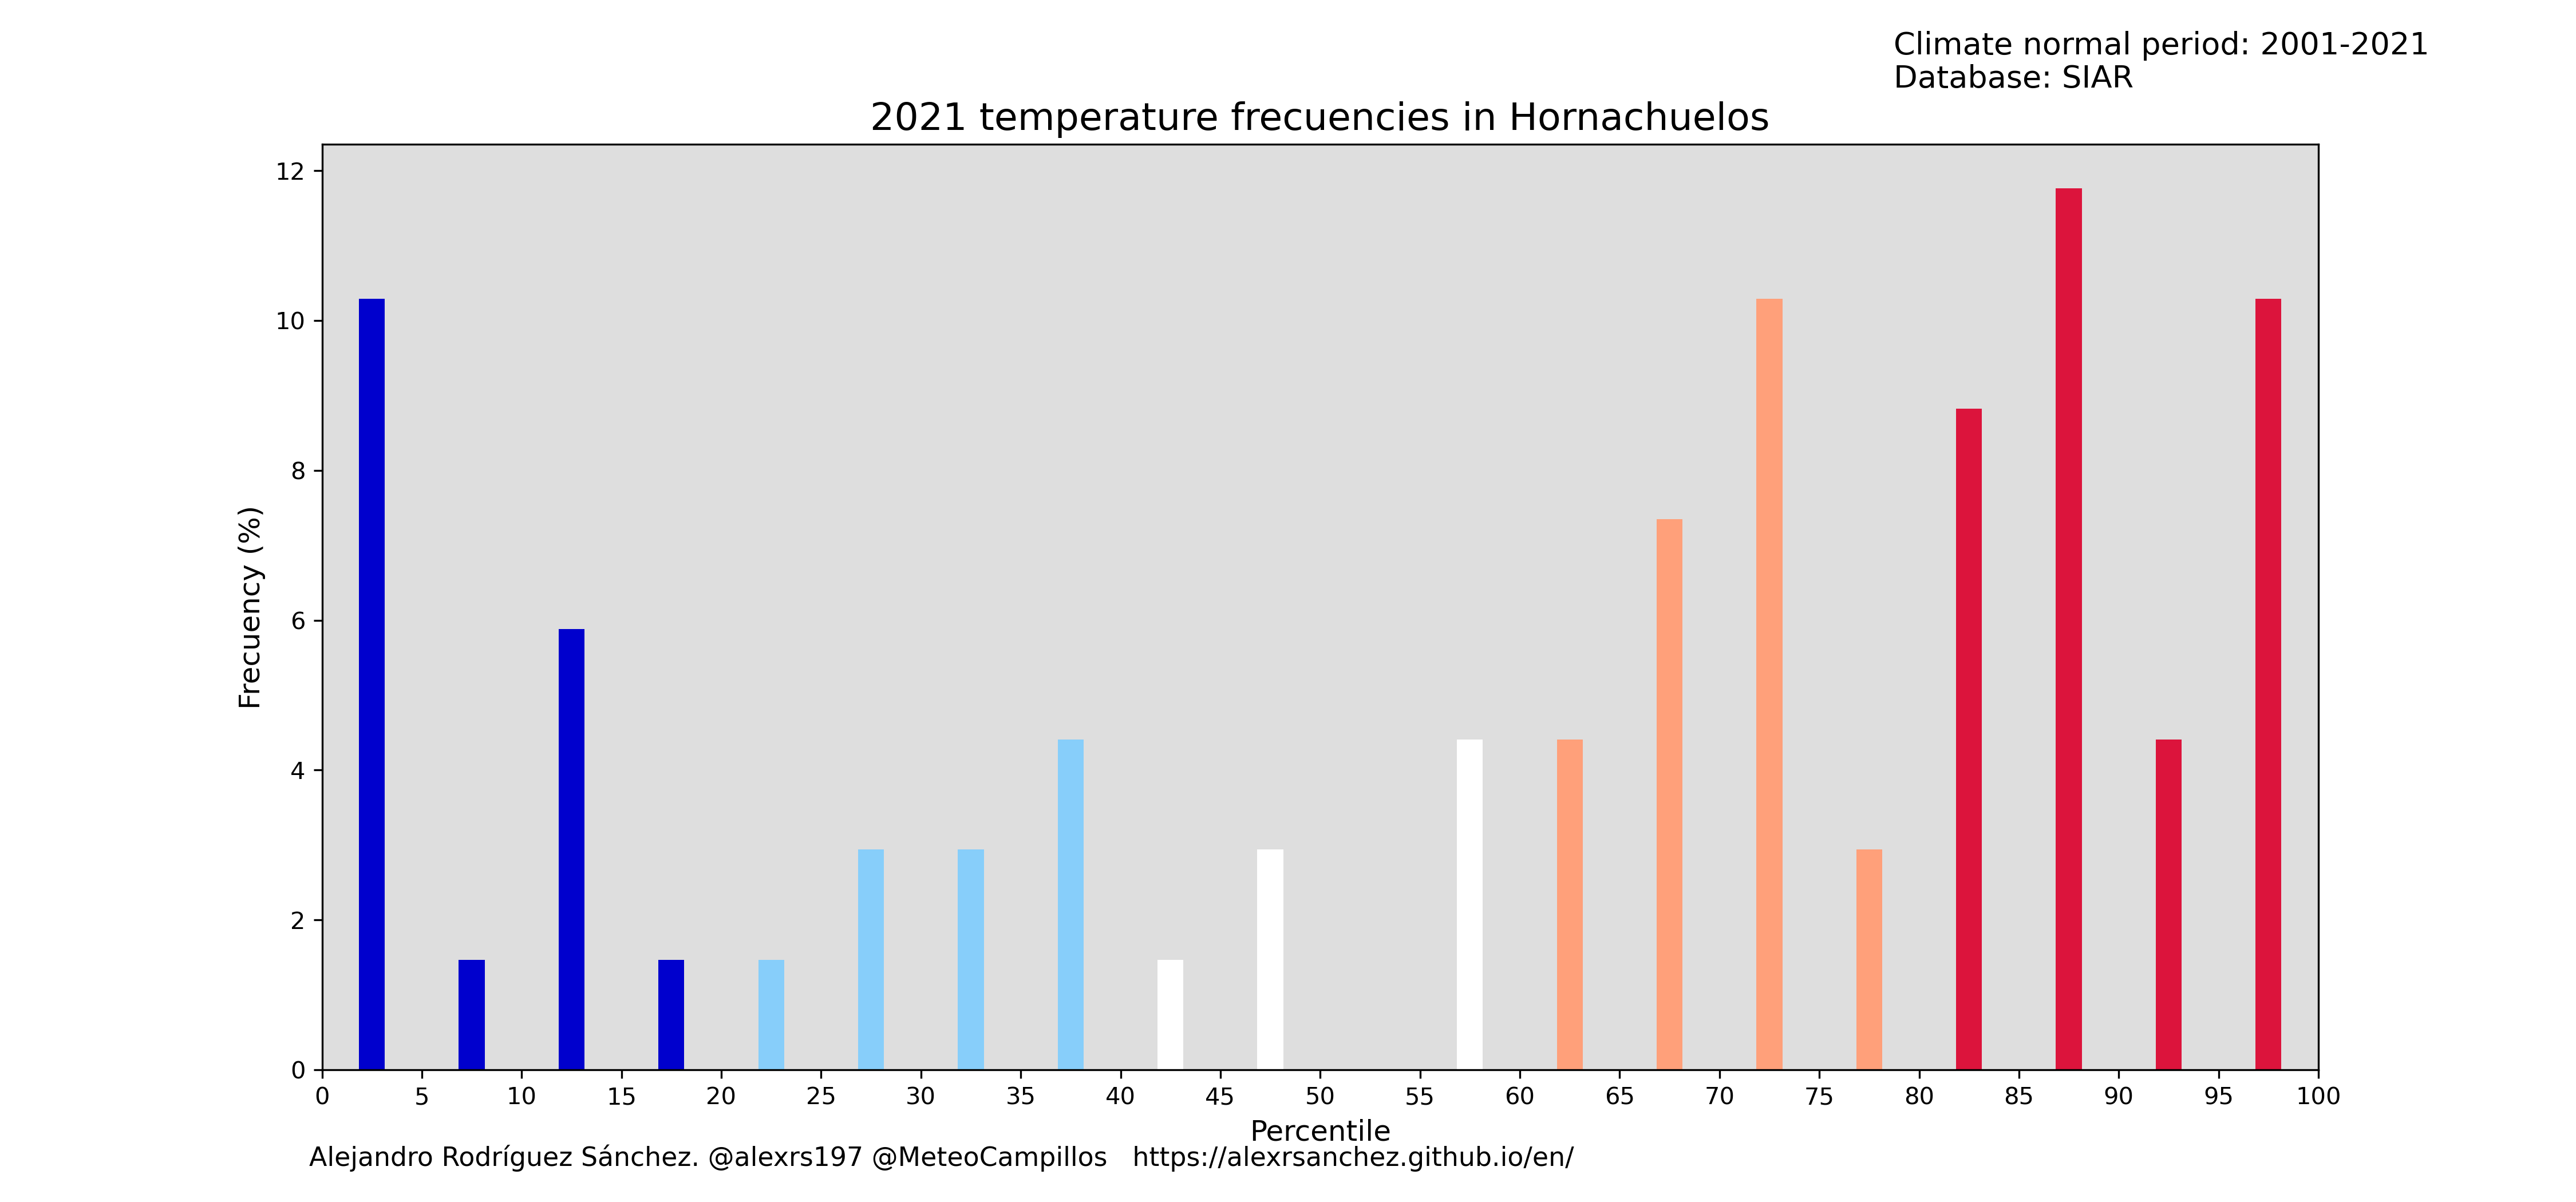 Climate normal period: 2001-2021
Database: SIAR
2021 temperature frecuencies in Hornachuelos
12
10
8
6
4
2
0
Frecuency (%)
0 5 10 15 20 25 30 35 40 45 50 55 60 65 70 75 80 85 90 95 100
Percentile
Alejandro Rodríguez Sánchez. @alexrs197 @MeteoCampillos https://alexrsanchez.github.io/en/